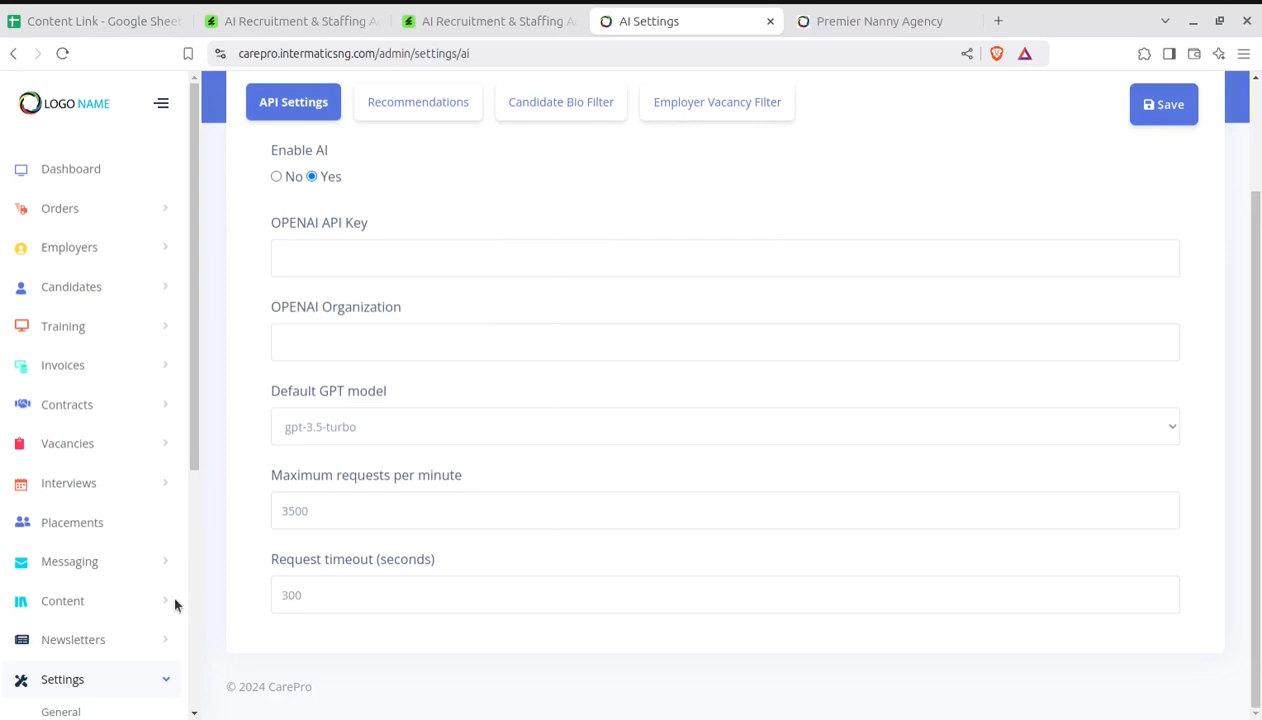 Content Link - Google Sheet
AI Recruitment & Staffing A
AI Recruitment & Staffing A
AI Settings
Premier Nanny Agency
carepro.intermaticsng.com/admin/settings/ai
LOGO NAME
API Settings
Recommendations
Candidate Bio Filter
Employer Vacancy Filter
Save
Dashboard
Orders
Employers
Candidates
Training
Invoices
Contracts
Vacancies
Interviews
Placements
Messaging
Content
Newsletters
Settings
General
Enable AI
No Yes
OPENAI API Key
OPENAI Organization
Default GPT model
gpt-3.5-turbo
Maximum requests per minute
3500
Request timeout (seconds)
300
© 2024 CarePro